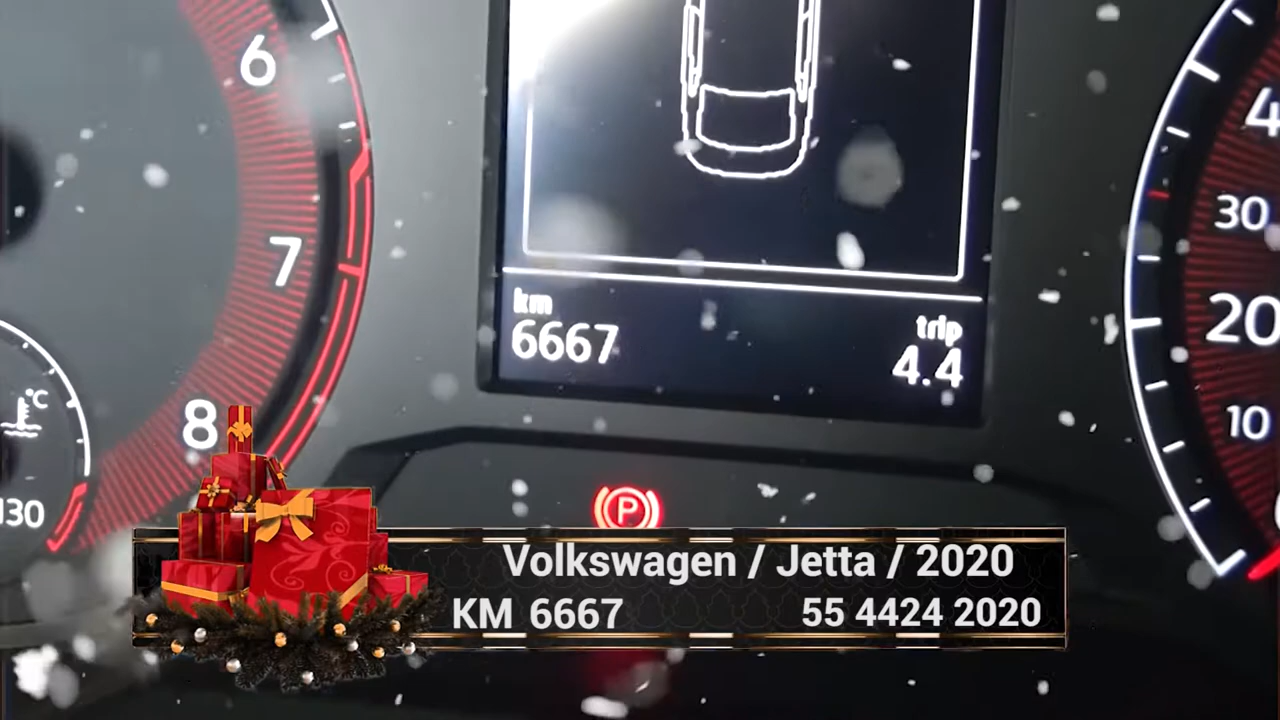 6
7
8
°C
130
km
6667
trip
4.4
4
30
20
10
P
Volkswagen / Jetta / 2020
KM 6667
55 4424 2020